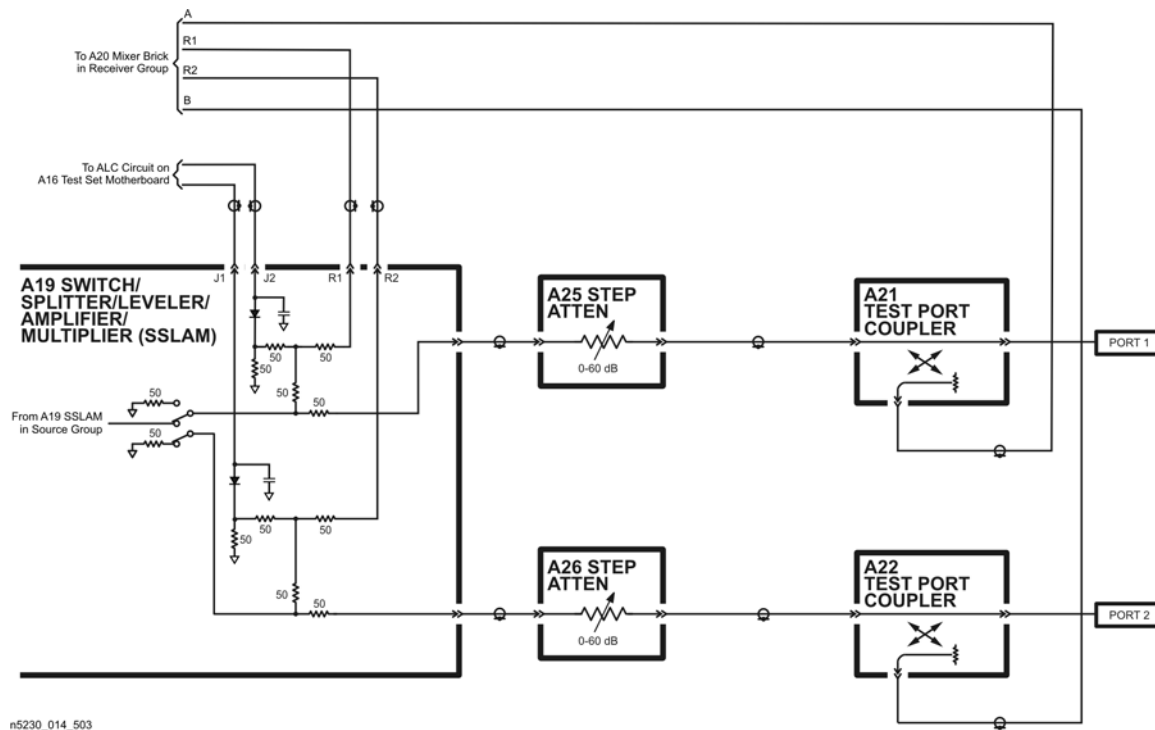 A
R1
To A20 Mixer Brick
in Receiver Group
R2
B
To ALC Circuit on
A16 Test Set Motherboard
J1
J2
R1
R2
A19 SWITCH/
SPLITTER/LEVELER/
AMPLIFIER/
MULTIPLIER (SSLAM)
A25 STEP
ATTEN
0-60 dB
A21
TEST PORT
COUPLER
PORT 1
50
50
50
50
50
50
From A19 SSLAM
in Source Group
50
50
50
50
50
50
A26 STEP
ATTEN
0-60 dB
A22
TEST PORT
COUPLER
PORT 2
n5230_014_503